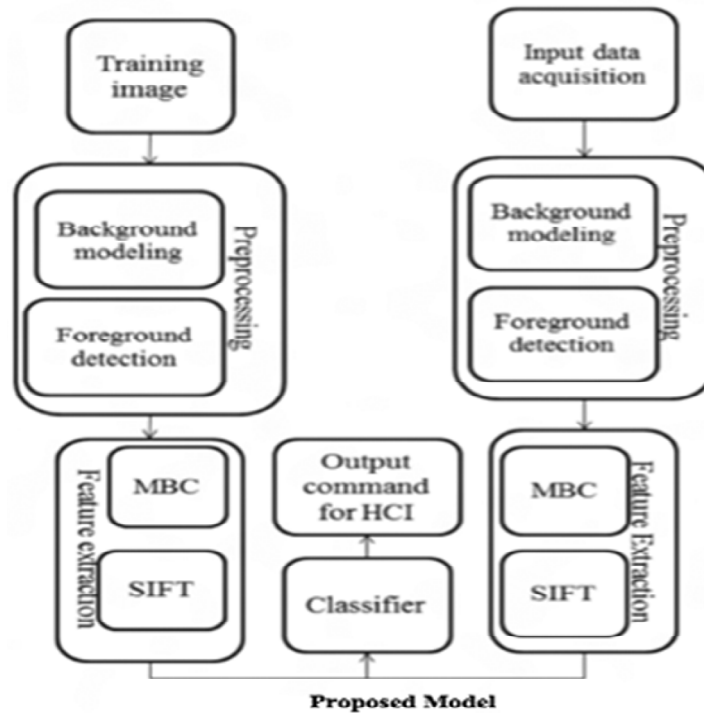 Training
image
Input data
acquisition
Background
modeling
Foreground
detection
Preprocessing
Background
modeling
Foreground
detection
Preprocessing
Feature extraction
MBC
SIFT
Output
command
for HCI
Classifier
MBC
SIFT
Feature Extraction
Proposed Model